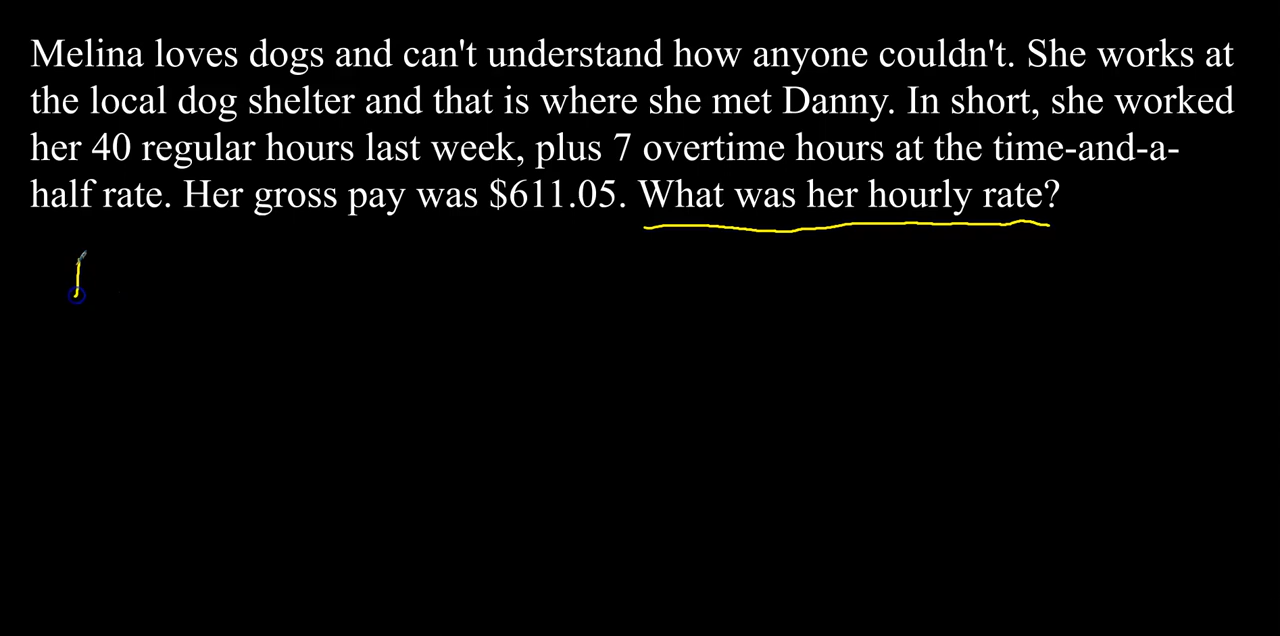 Melina loves dogs and can't understand how anyone couldn't. She works at
the local dog shelter and that is where she met Danny. In short, she worked
her 40 regular hours last week, plus 7 overtime hours at the time-and-a-
half rate. Her gross pay was $611.05. What was her hourly rate?